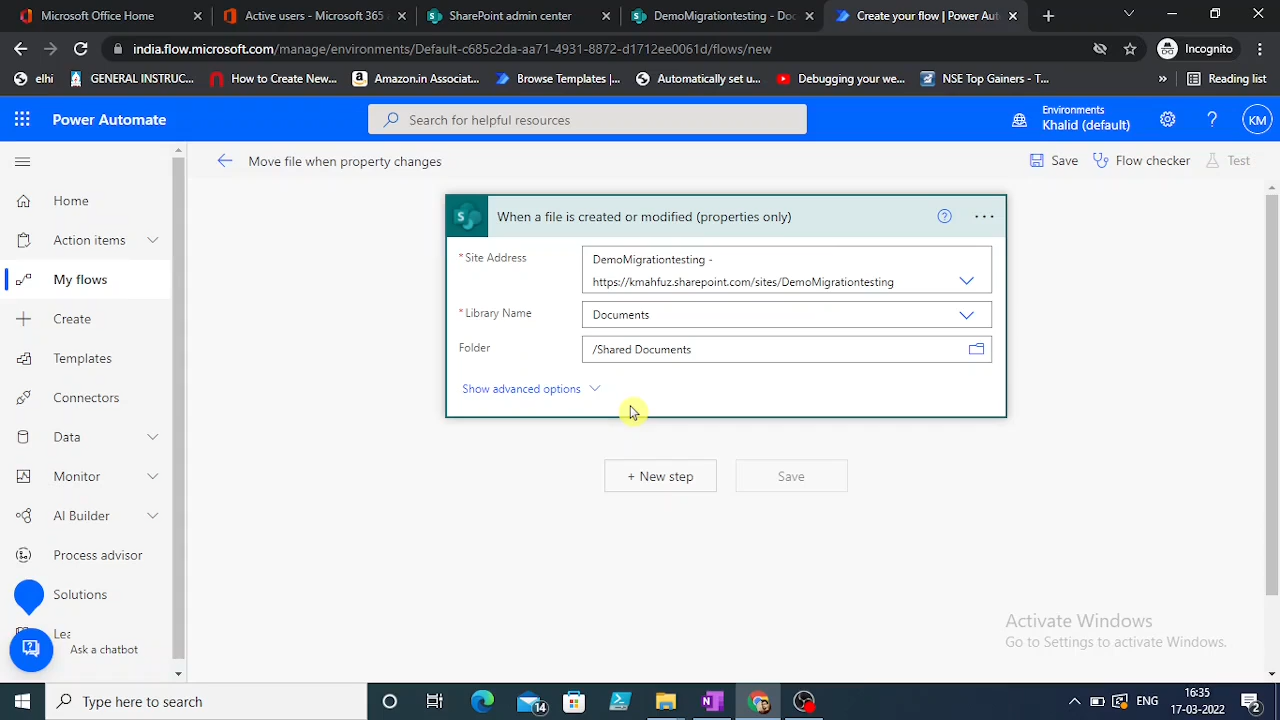 Microsoft Office Home
Active users - Microsoft 365
SharePoint admin center
DemoMigrationtesting - Doc
Create your flow | Power Aut
india.flow.microsoft.com/manage/environments/Default-c685c2da-aa71-4931-8872-d1712ee0061d/flows/new
Incognito
elhi
GENERAL INSTRUC...
How to Create New...
Amazon.in Associat...
Browse Templates |...
Automatically set u...
Debugging your we...
NSE Top Gainers - T...
»
Reading list
Power Automate
Search for helpful resources
Environments
Khalid (default)
?
KM
Move file when property changes
Save
Flow checker
Test
Home
Action items
My flows
Create
Templates
Connectors
Data
Monitor
AI Builder
Process advisor
Solutions
Lea
Ask a chatbot
When a file is created or modified (properties only)
?
...
*Site Address
DemoMigrationtesting -
https://kmahfuz.sharepoint.com/sites/DemoMigrationtesting
*Library Name
Documents
Folder
/Shared Documents
Show advanced options
+ New step
Save
Activate Windows
Go to Settings to activate Windows.
Type here to search
14
ENG
16:35
17-03-2022
2